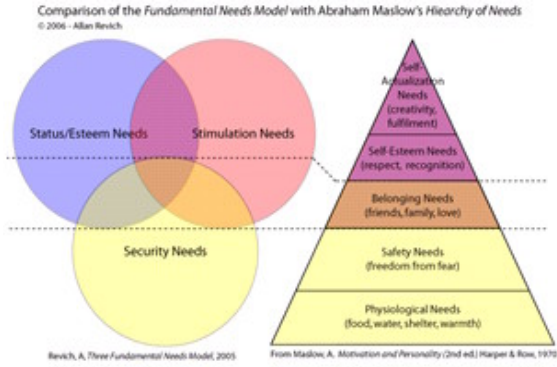 Comparison of the Fundamental Needs Model with Abraham Maslow's Hiearchy of Needs
© 2006 - Allan Revich
Status/Esteem Needs
Stimulation Needs
Security Needs
Self-
Actualization
Needs
(creativity,
fulfillment)
Self-Esteem Needs
(respect, recognition)
Belonging Needs
(friends, family, love)
Safety Needs
(freedom from fear)
Physiological Needs
(food, water, shelter, warmth)
Revich, A, Three Fundamental Needs Model, 2005
From Maslow, A. Motivation and Personality (2nd ed.) Harper & Row, 1970